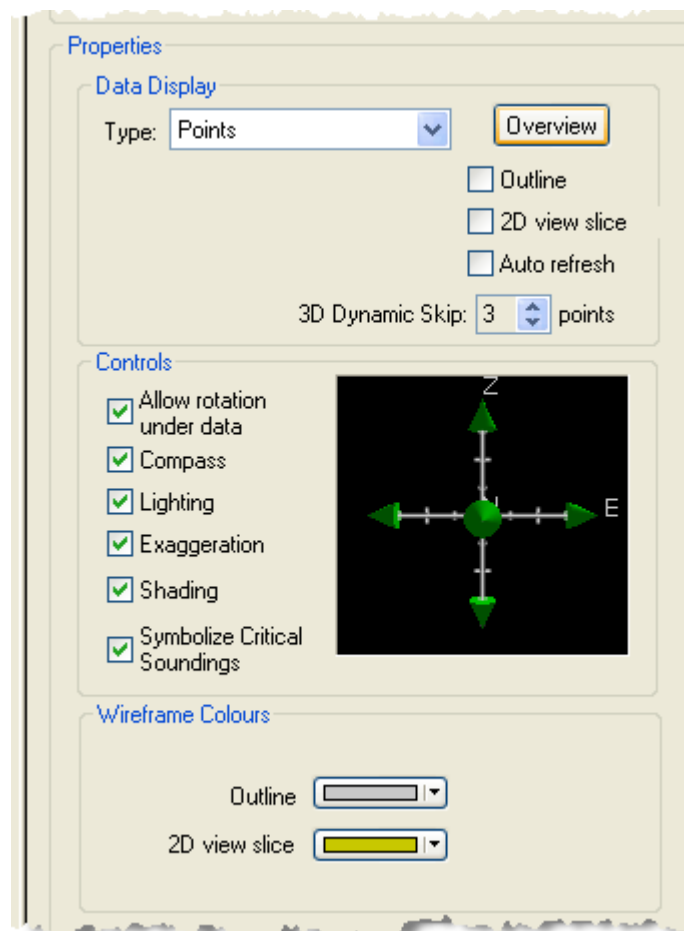 Properties
Data Display
Type: Points
Overview
Outline
2D view slice
Auto refresh
3D Dynamic Skip: 3 points
Controls
Allow rotation
under data
Compass
Lighting
Exaggeration
Shading
Symbolize Critical
Soundings
Z
E
Wireframe Colours
Outline
2D view slice